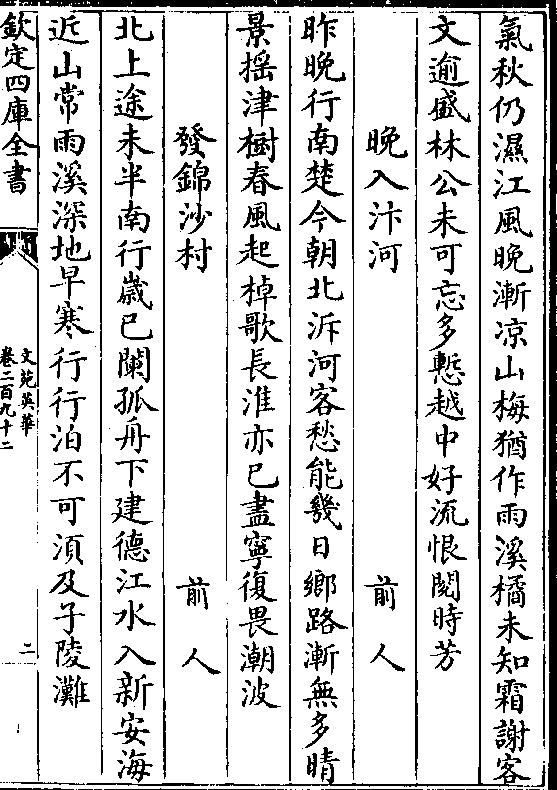 氣秋仍濕江風晚漸凉山梅猶作雨溪橘未知霜謝客
文逾盛林公未可忘多慙越中好流恨閱時芳
晚入汴河 前人
昨晚行南楚今朝北泝河客愁能幾日鄉路漸無多晴
景揺津樹春風起棹歌長淮亦已盡寧復畏潮波
發錦沙村 前人
北上途未半南行嵗已闌孤舟下建德江水入新安海
近山常雨溪深地早寒行行泊不可湏及子陵灘
欽定四庫全書
文苑英華
卷二百九十二
二